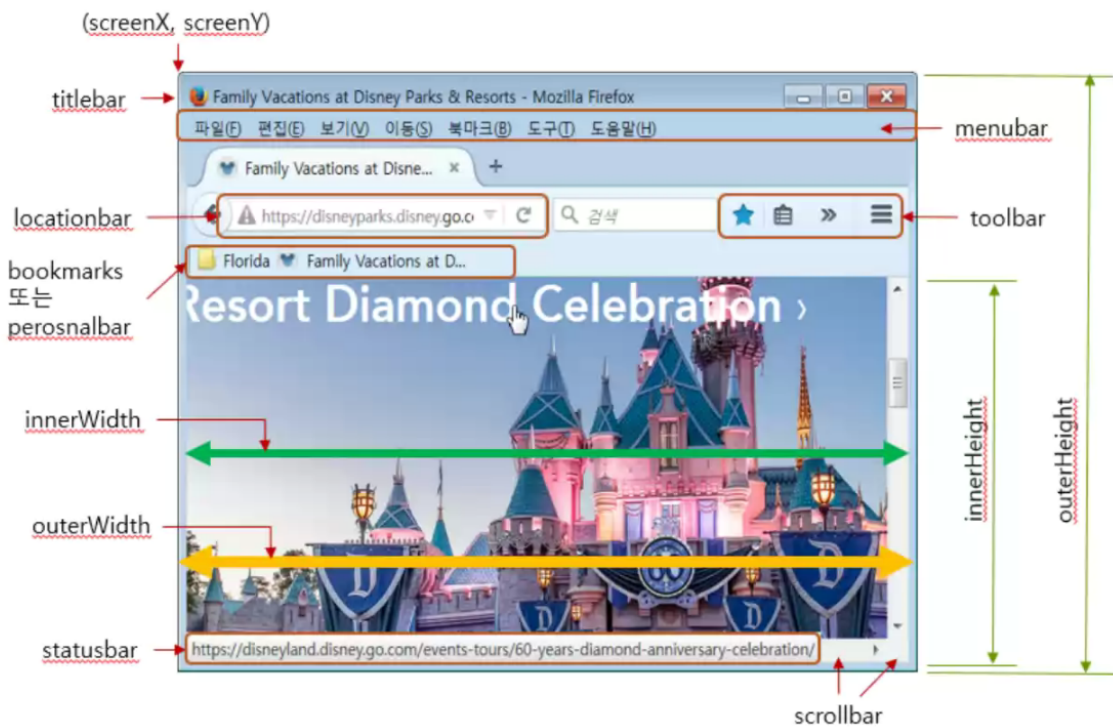 (screenX, screenY)
titlebar
Family Vacations at Disney Parks & Resorts - Mozilla Firefox
파일(F) 편집(E) 보기(V) 이동(S) 북마크(B) 도구(T) 도움말(H)
menubar
Family Vacations at Disne...
locationbar
https://disneyparks.disney.go.c
검색
toolbar
bookmarks
또는
perosnalbar
Florida Family Vacations at D...
Resort Diamond Celebration ›
innerWidth
innerHeight
outerHeight
outerWidth
D
60
D
D
D
statusbar
https://disneyland.disney.go.com/events-tours/60-years-diamond-anniversary-celebration/
scrollbar